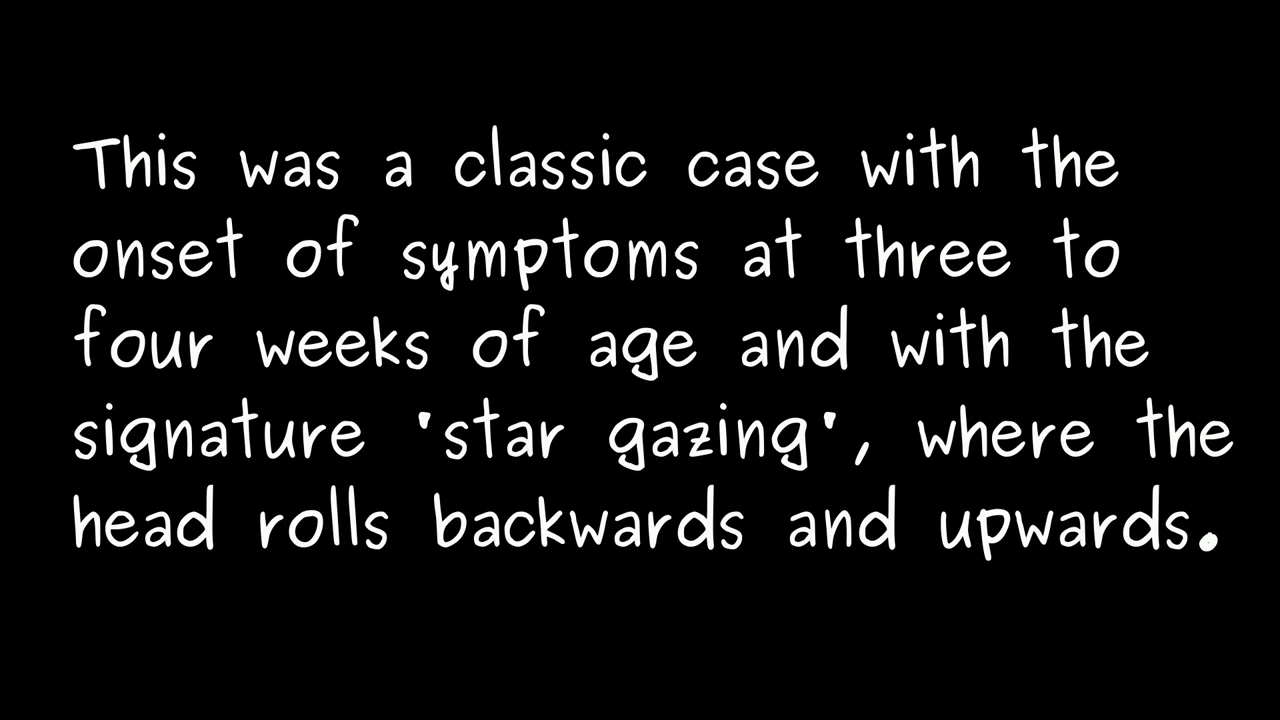 This was a classic case with the
onset of symptoms at three to
four weeks of age and with the
signature 'star gazing', where the
head rolls backwards and upwards.